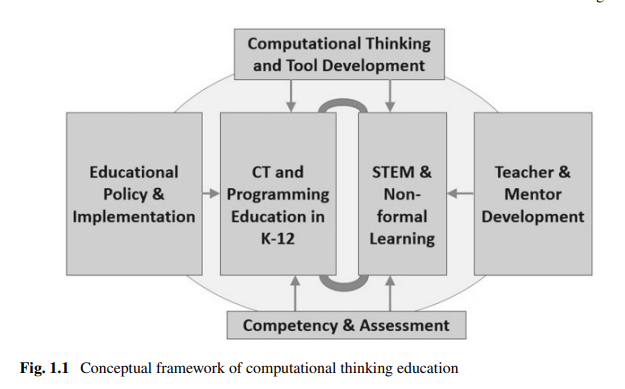 Computational Thinking
and Tool Development
Educational
Policy &
Implementation
CT and
Programming
Education in
K-12
STEM &
Non-
formal
Learning
Teacher &
Mentor
Development
Competency & Assessment
Fig. 1.1 Conceptual framework of computational thinking education